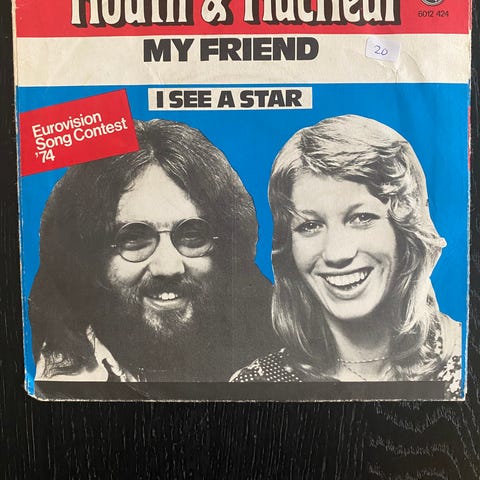 Mouth & MacNeal
6012 424
MY FRIEND
20
I SEE A STAR
Eurovision
Song Contest
'74